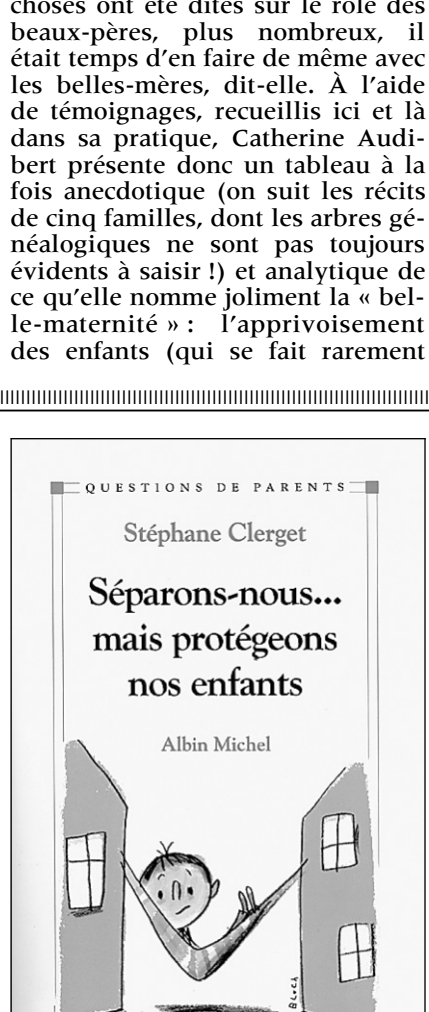 choses ont été dites sur le rôle des
beaux-pères, plus nombreux, il
était temps d'en faire de même avec
les belles-mères, dit-elle. À l'aide
de témoignages, recueillis ici et là
dans sa pratique, Catherine Audi-
bert présente donc un tableau à la
fois anecdotique (on suit les récits
de cinq familles, dont les arbres gé-
néalogiques ne sont pas toujours
évidents à saisir !) et analytique de
ce qu'elle nomme joliment la « bel-
le-maternité » : l'apprivoisement
des enfants (qui se fait rarement
QUESTIONS DE PARENTS
Stéphane Clerget
Séparons-nous...
mais protégeons
nos enfants
Albin Michel
BLOCH